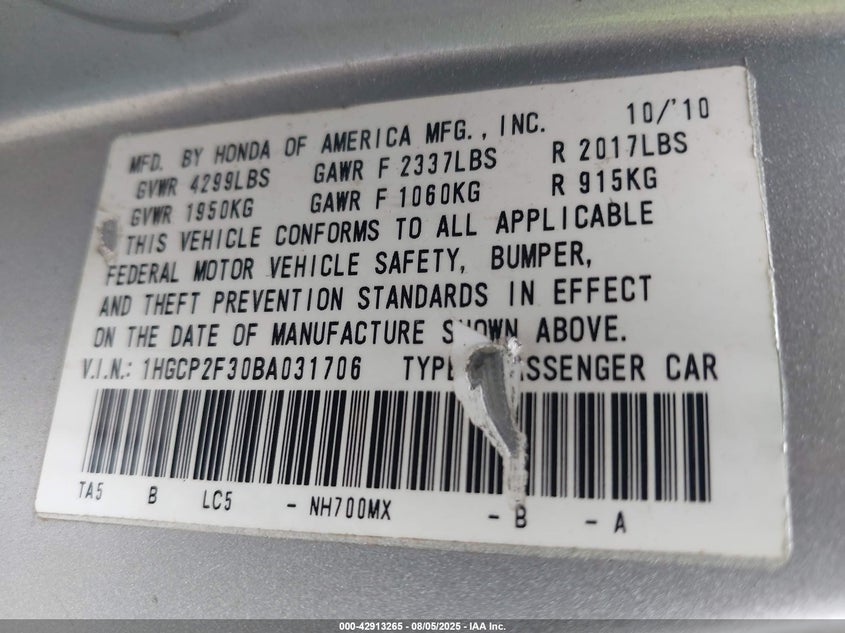 MFD. BY HONDA OF AMERICA MFG., INC. 10/'10
GVWR 4299LBS GAWR F 2337LBS R 2017LBS
GVWR 1950KG GAWR F 1060KG R 915KG
THIS VEHICLE CONFORMS TO ALL APPLICABLE
FEDERAL MOTOR VEHICLE SAFETY, BUMPER,
AND THEFT PREVENTION STANDARDS IN EFFECT
ON THE DATE OF MANUFACTURE SHOWN ABOVE.
V.I.N.: 1HGCP2F30BA031706 TYPE PASSENGER CAR
TA5 B LC5 - NH700MX - B - A
000-42913265 - 08/05/2025 - IAA Inc.